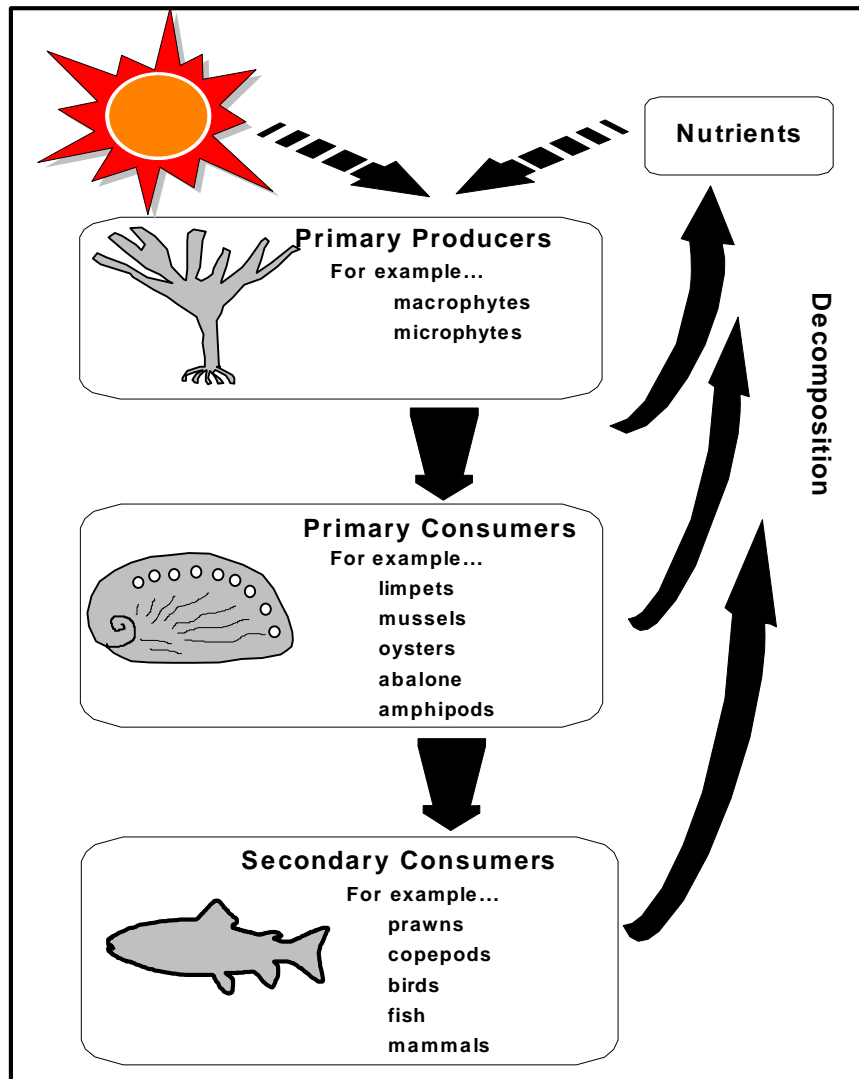 Nutrients
Primary Producers
For example...
macrophytes
microphytes
Decomposition
Primary Consumers
For example...
limpets
mussels
oysters
abalone
amphipods
Secondary Consumers
For example...
prawns
copepods
birds
fish
mammals